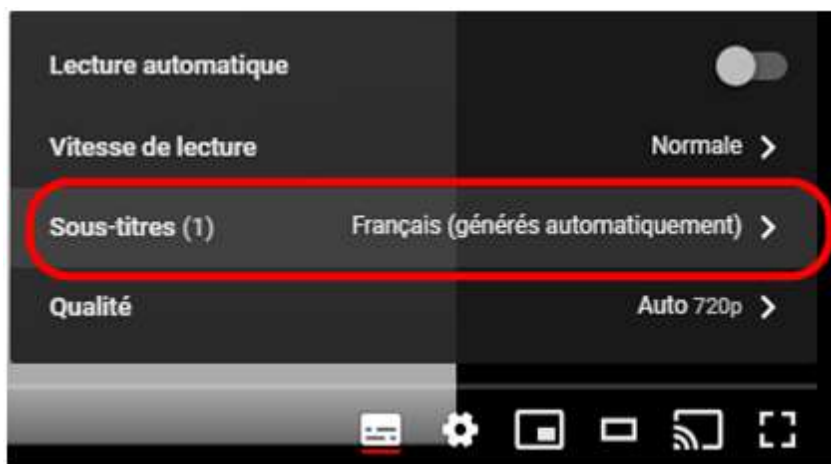 Lecture automatique
Vitesse de lecture Normale
Sous-titres (1) Français (générés automatiquement)
Qualité Auto 720p